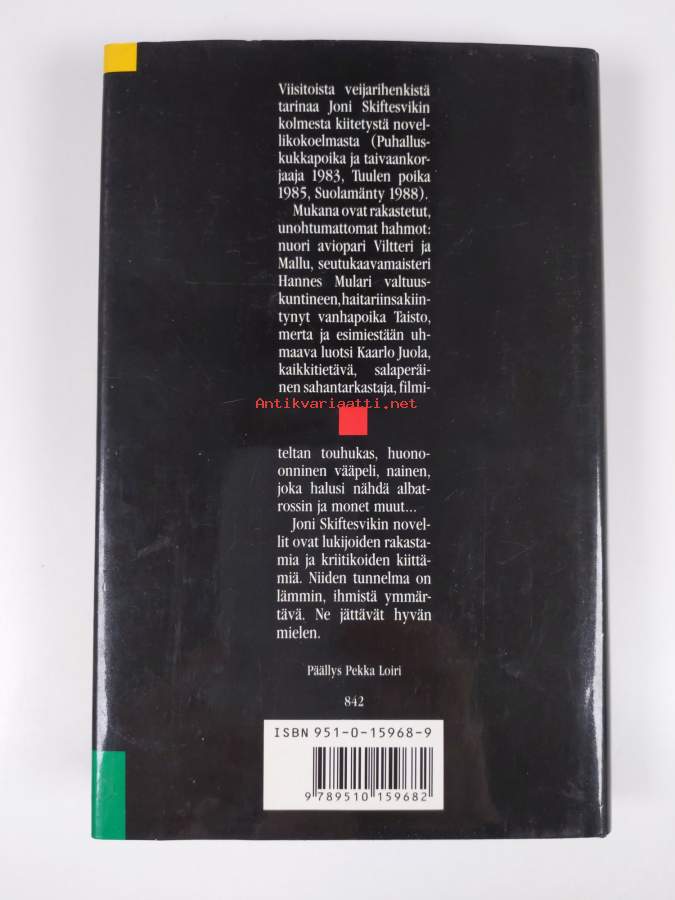 Viisitoista veijarihenkistä
tarinaa Joni Skiftesvikin
kolmesta kiitetystä novel-
likokoelmasta (Puhallus-
kukkapoika ja taivaankor-
jaaja 1983, Tuulen poika
1985, Suolamänty 1988).
Mukana ovat rakastetut,
unohtumattomat hahmot:
nuori aviopari Viltteri ja
Mallu, seutukaavamaisteri
Hannes Mulari valtuus-
kuntineen, haitariinsa kiin-
tynyt vanhapoika Taisto,
merta ja esimiestään uh-
maava luotsi Kaarlo Juola,
kaikkitietävä, salaperäi-
nen sahantarkastaja, filmi-
Antikvariaatti.net
teltan touhukas, huono-
onninen vääpeli, nainen,
joka halusi nähdä albat-
rossin ja monet muut...
Joni Skiftesvikin novel-
lit ovat lukijoiden rakasta-
mia ja kriitikoiden kiittä-
miä. Niiden tunnelma on
lämmin, ihmistä ymmär-
tävä. Ne jättävät hyvän
mielen.
Päällys Pekka Loiri
842
ISBN 951-0-15968-9
9 789510 159682